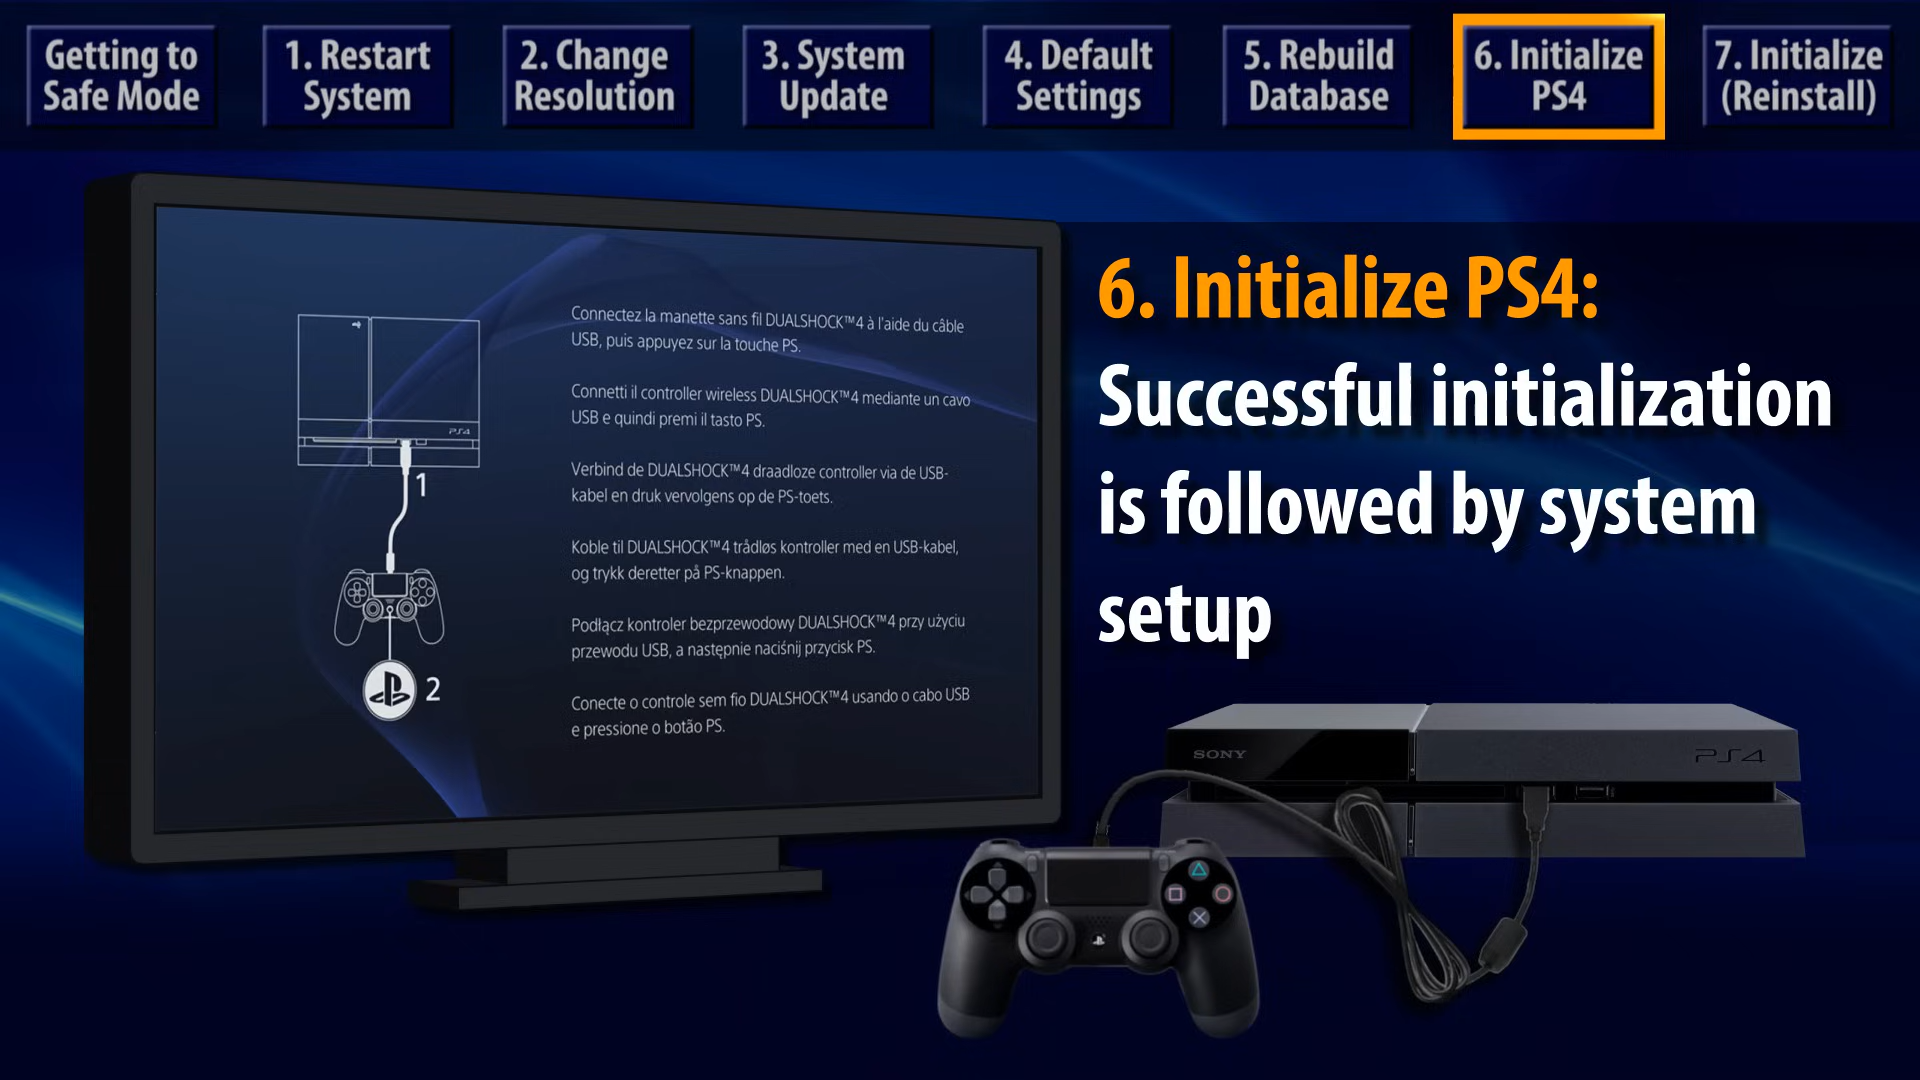 Getting to
Safe Mode
1. Restart
System
2. Change
Resolution
3. System
Update
4. Default
Settings
5. Rebuild
Database
6. Initialize
PS4
7. Initialize
(Reinstall)
Connectez la manette sans fil DUALSHOCK™4 à l'aide du câble
USB, puis appuyez sur la touche PS.
Connetti il controller wireless DUALSHOCK™4 mediante un cavo
USB e quindi premi il tasto PS.
Verbind de DUALSHOCK™4 draadloze controller via de USB-
kabel en druk vervolgens op de PS-toets.
Koble til DUALSHOCK™4 trådløs kontroller med en USB-kabel,
og trykk deretter på PS-knappen.
Podłącz kontroler bezprzewodowy DUALSHOCK™4 przy użyciu
przewodu USB, a następnie naciśnij przycisk PS.
Conecte o controle sem fio DUALSHOCK™4 usando o cabo USB
e pressione o botão PS.
PS4
1
2
6. Initialize PS4:
Successful initialization
is followed by system
setup
SONY
PS4